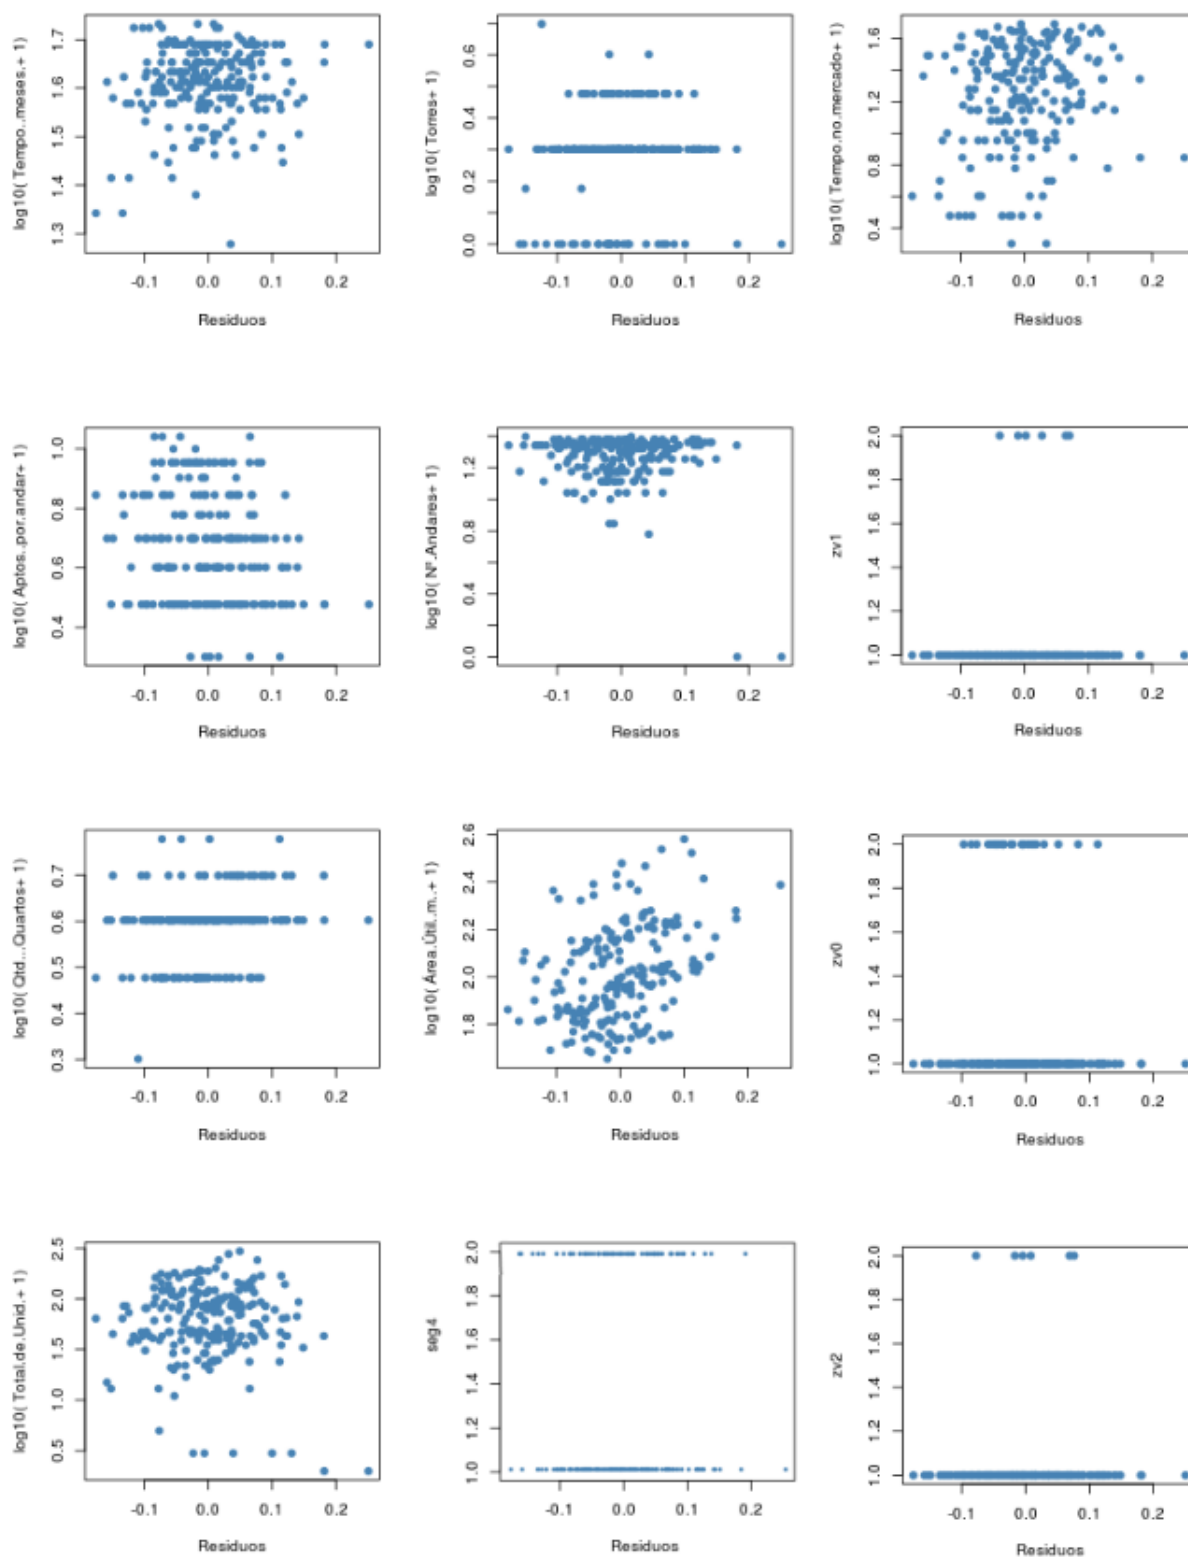 log10( Tempo..meses.+ 1)
1.3 1.4 1.5 1.6 1.7
-0.1 0.0 0.1 0.2
Residuos
log10( Torres+ 1)
0.0 0.2 0.4 0.6
-0.1 0.0 0.1 0.2
Residuos
log10( Tempo.no.mercado+ 1)
0.4 0.8 1.2 1.6
-0.1 0.0 0.1 0.2
Residuos
log10( Aptos..por.andar+ 1)
0.4 0.6 0.8 1.0
-0.1 0.0 0.1 0.2
Residuos
log10( Nº.Andares+ 1)
0.0 0.4 0.8 1.2
-0.1 0.0 0.1 0.2
Residuos
zv1
1.0 1.2 1.4 1.6 1.8 2.0
-0.1 0.0 0.1 0.2
Residuos
log10( Qtd...Quartos+ 1)
0.3 0.4 0.5 0.6 0.7
-0.1 0.0 0.1 0.2
Residuos
log10( Área.Útil..m..+ 1)
1.8 2.0 2.2 2.4 2.6
-0.1 0.0 0.1 0.2
Residuos
zv0
1.0 1.2 1.4 1.6 1.8 2.0
-0.1 0.0 0.1 0.2
Residuos
log10( Total.de.Unid.+ 1)
0.5 1.0 1.5 2.0 2.5
-0.1 0.0 0.1 0.2
Residuos
seg4
1.0 1.2 1.4 1.6 1.8 2.0
-0.1 0.0 0.1 0.2
Residuos
zv2
1.0 1.2 1.4 1.6 1.8 2.0
-0.1 0.0 0.1 0.2
Residuos